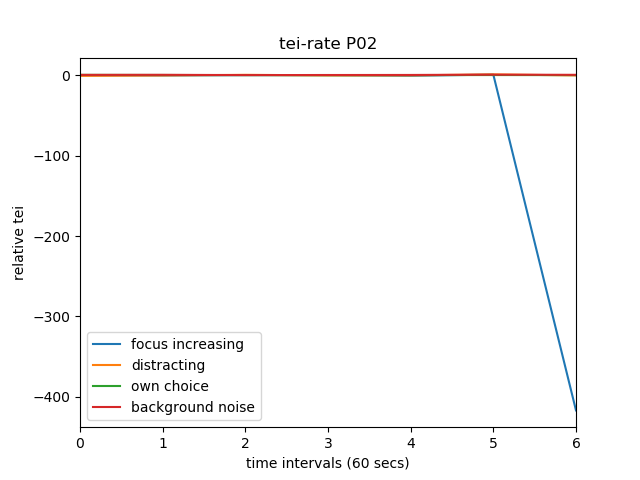 tei-rate P02
relative tei
0
−100
−200
−300
−400
focus increasing
distracting
own choice
background noise
0 1 2 3 4 5 6
time intervals (60 secs)